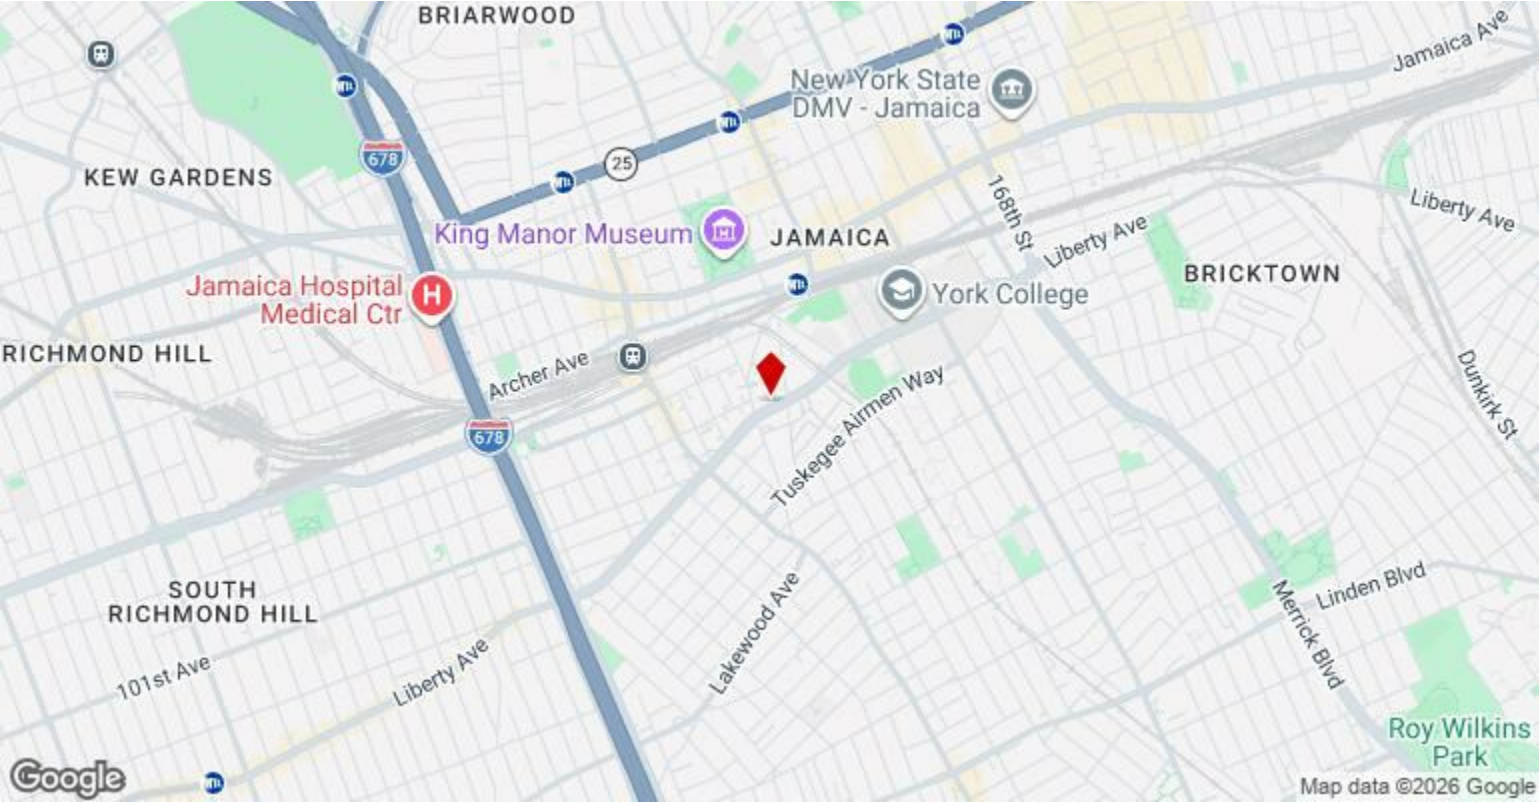 BRIARWOOD
Jamaica Ave
New York State
DMV - Jamaica
678
25
KEW GARDENS
168th St
Liberty Ave
Liberty Ave
King Manor Museum
JAMAICA
BRICKTOWN
Jamaica Hospital
Medical Ctr
H
York College
RICHMOND HILL
Archer Ave
Dunkirk St
Tuskegee Airmen Way
678
SOUTH
RICHMOND HILL
Lakewood Ave
Linden Blvd
Merrick Blvd
101st Ave
Liberty Ave
Roy Wilkins
Park
Google
Map data ©2026 Google